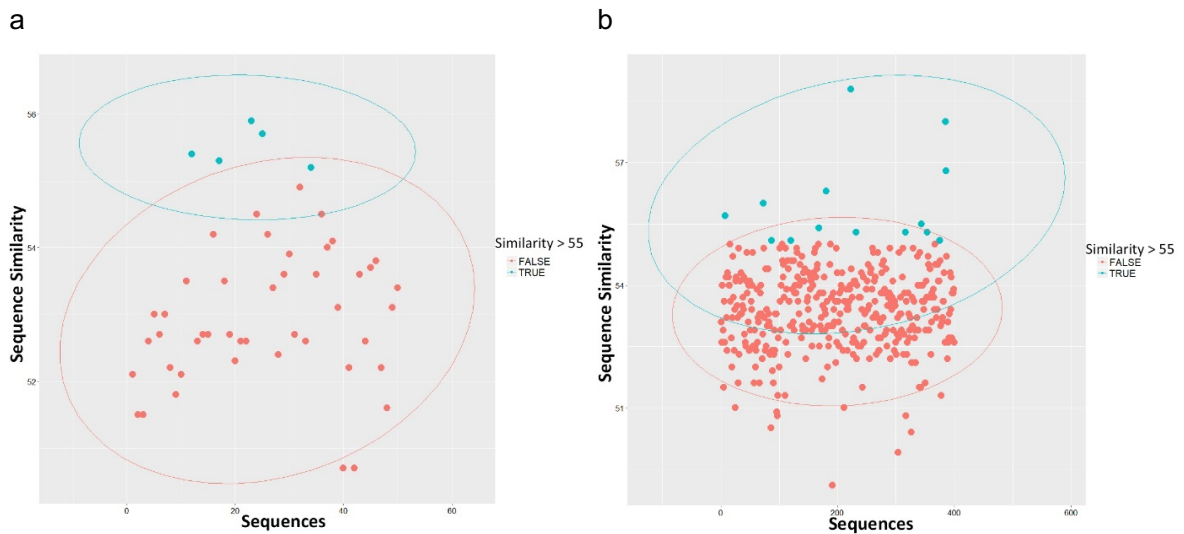 a
Sequence Similarity
56
54
52
0
20
40
60
Sequences
Similarity > 55
FALSE
TRUE
b
Sequence Similarity
57
54
51
0
200
400
600
Sequences
Similarity > 55
FALSE
TRUE